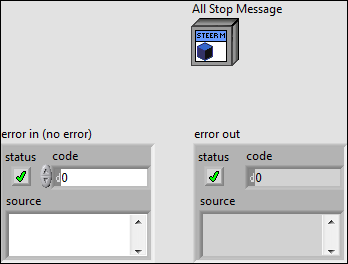 All Stop Message
STEER M
error in (no error)
error out
status
code
status
code
d0
d0
source
source